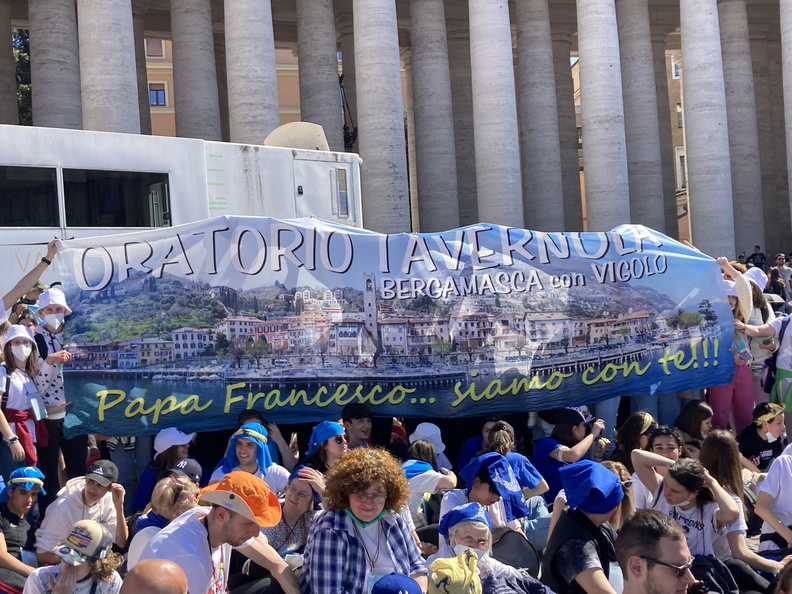 ORATORIO TAVERNOLA
BERGAMASCA con VIGOLO
Papa Francesco... siamo con te!!!